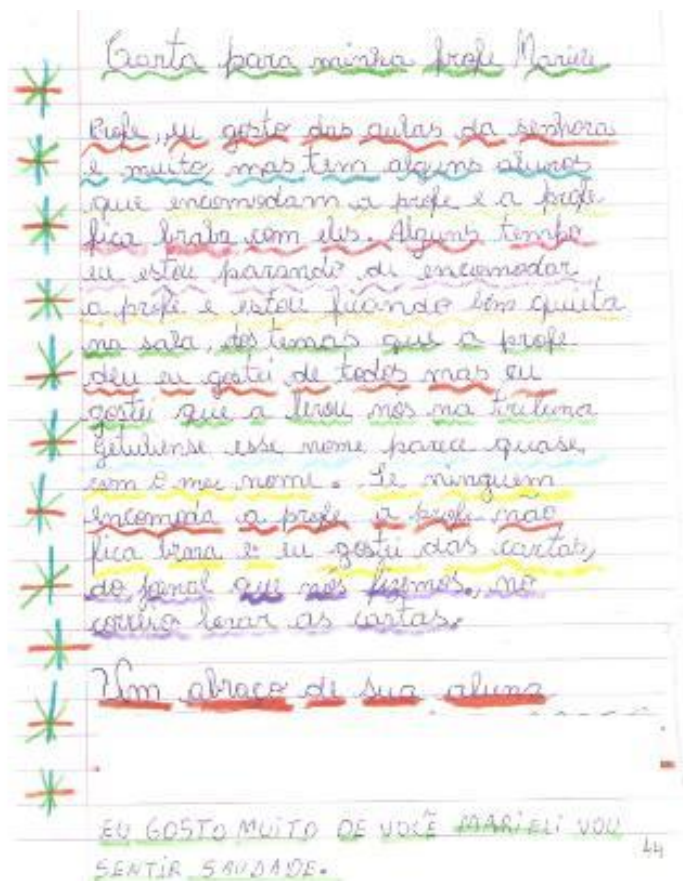 Carta para minha profe Marieli
Profe, eu gosto das aulas da senhora
e muito, mas tem alguns alunos
que encomodam a profe e a profe
fica braba com eles. Alguns tempo
eu estou parando di encomodar
a profe e estou ficando bem quieta
na sala, dos temas que a profe
deu eu gostei de todos mas eu
gostei que a levou nós na tribuna
getuliense esse nome parece quase
com o meu nome. Se ninguém
encomoda a profe a profe não
fica brava e eu gostei das cartas,
do jornal que nós fizemos, no
correio levar as cartas.
Um abraço de sua aluna
EU GOSTO MUITO DE VOCÊ MARIELI VOU
SENTIR SAUDADE.
44